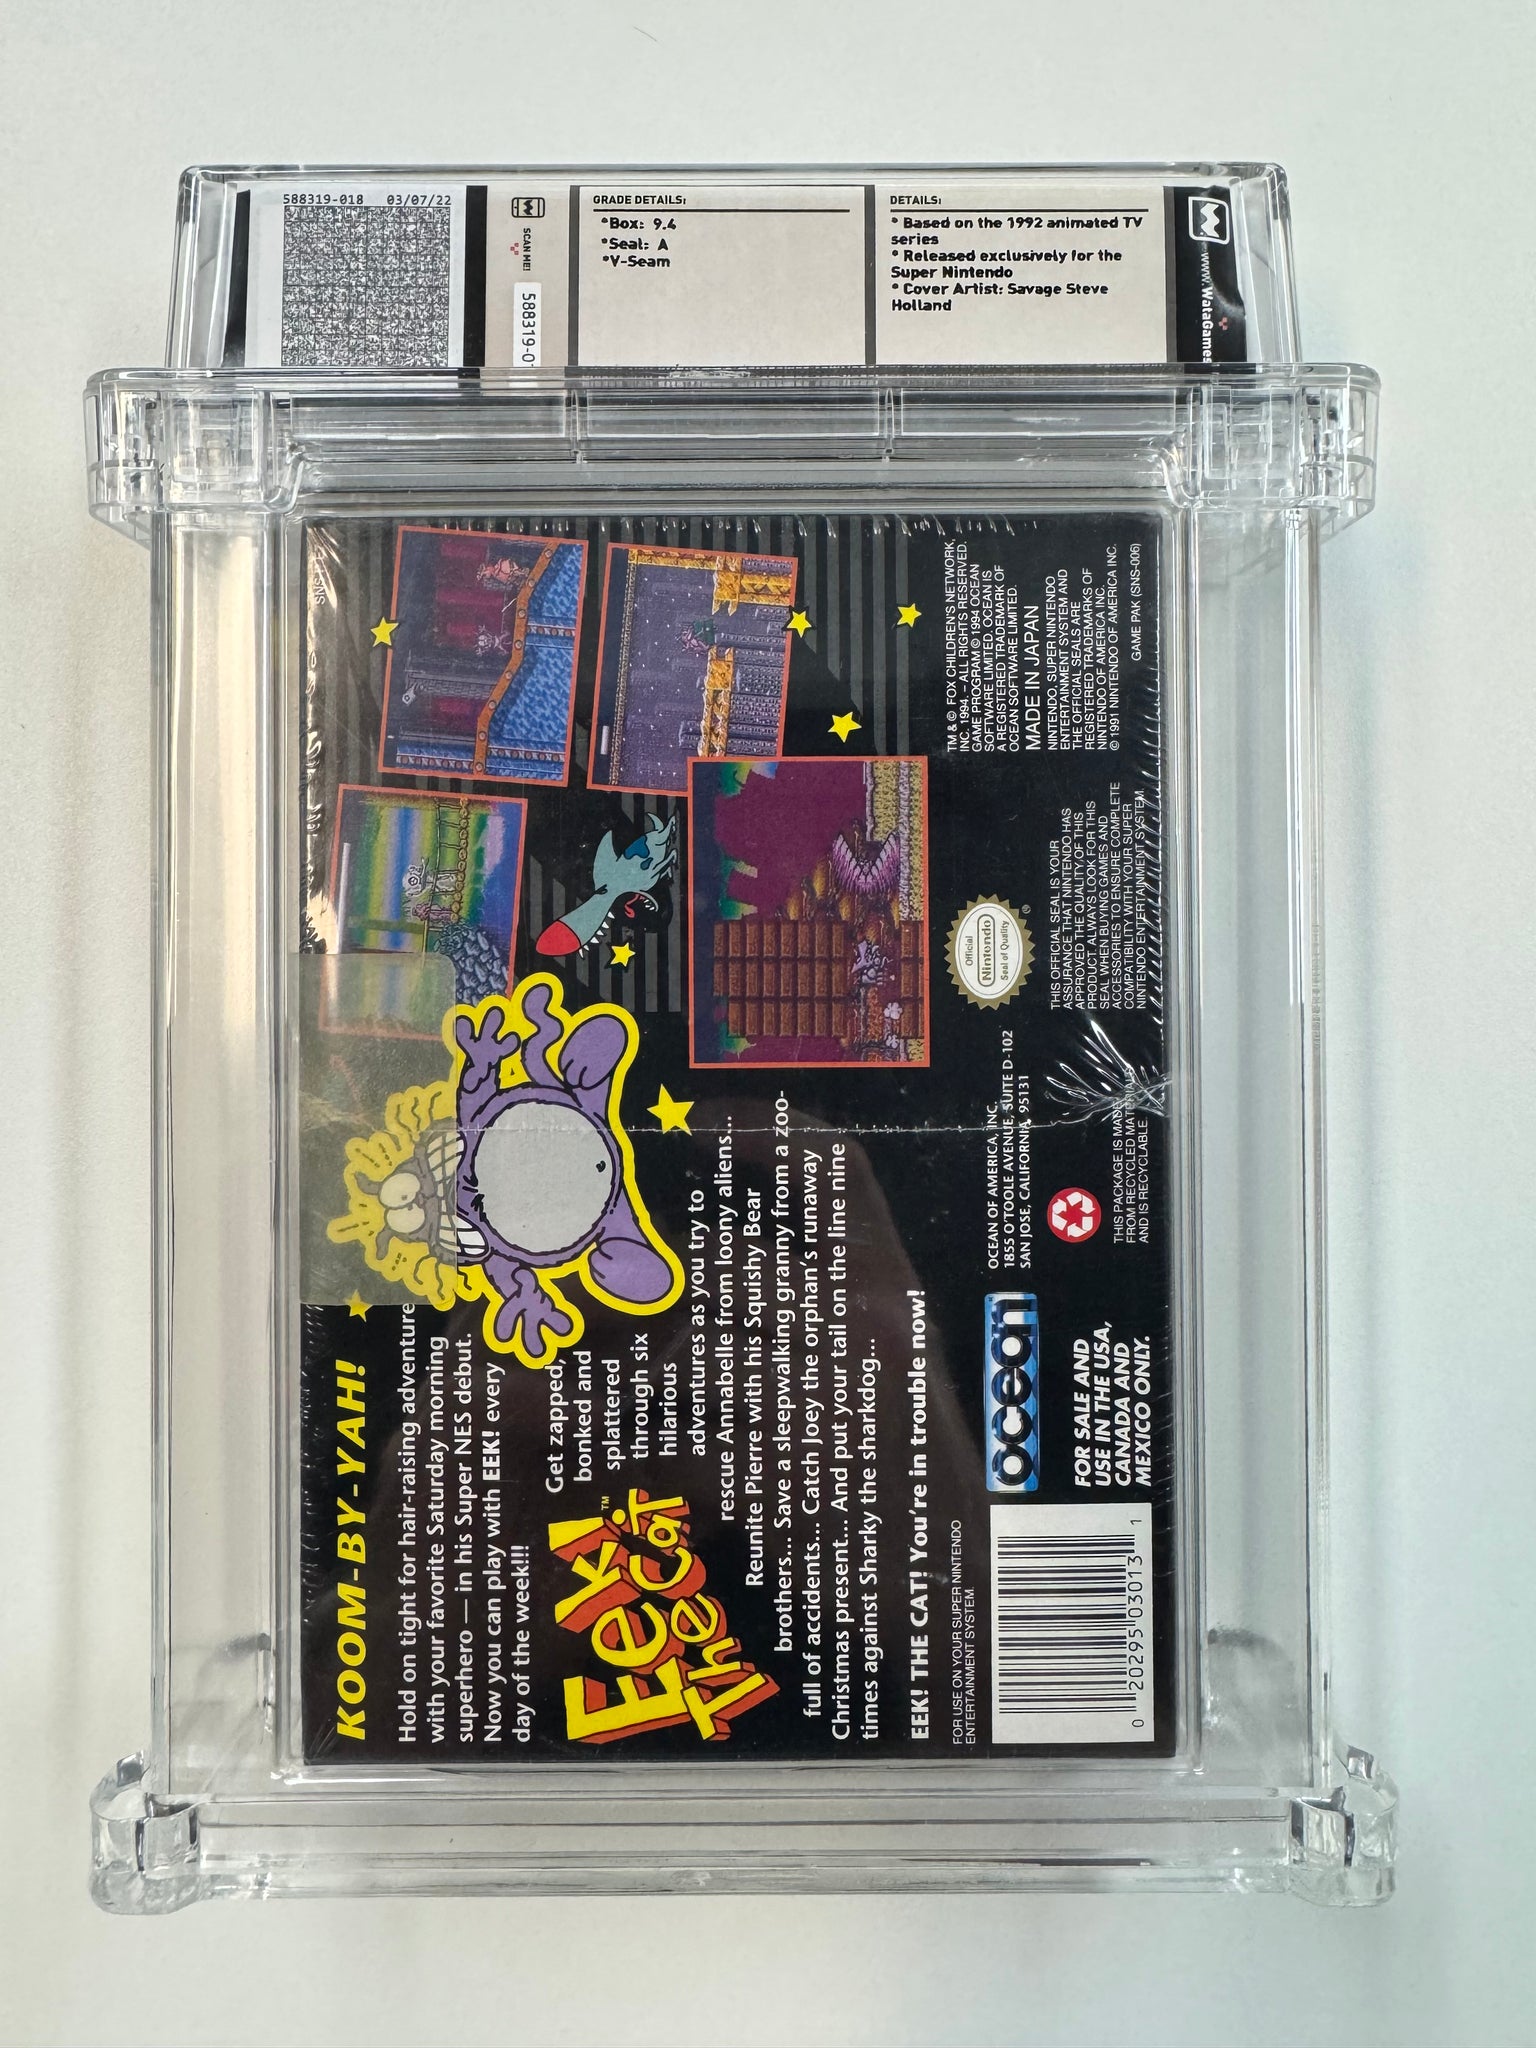 588319-018 03/07/22
SCAN ME!
GRADE DETAILS:
*Box: 9.4
*Seal: A
*V-Seam
DETAILS:
* Based on the 1992 animated TV
series
* Released exclusively for the
Super Nintendo
* Cover Artist: Savage Steve
Holland
www.WataGames
KOOM-BY-YAH!
Hold on tight for hair-raising adventure
with your favorite Saturday morning
superhero — in his Super NES debut.
Now you can play with EEK! every
day of the week!!!
Eek!
The Cat
TM
Get zapped,
bonked and
splattered
through six
hilarious
adventures as you try to
rescue Annabelle from loony aliens...
Reunite Pierre with his Squishy Bear
brothers... Save a sleepwalking granny from a zoo-
full of accidents... Catch Joey the orphan's runaway
Christmas present... And put your tail on the line nine
times against Sharky the sharkdog...
EEK! THE CAT! You're in trouble now!
FOR USE ON YOUR SUPER NINTENDO
ENTERTAINMENT SYSTEM.
0 20295 03013 1
ocean
FOR SALE AND
USE IN THE USA,
CANADA AND
MEXICO ONLY.
OCEAN OF AMERICA, INC.
1855 O'TOOLE AVENUE, SUITE D-102
SAN JOSE, CALIFORNIA, 95131
THIS PACKAGE IS MADE
FROM RECYCLED MATERIALS
AND IS RECYCLABLE.
Official
Nintendo
Seal of Quality
®
THIS OFFICIAL SEAL IS YOUR
ASSURANCE THAT NINTENDO HAS
APPROVED THE QUALITY OF THIS
PRODUCT. ALWAYS LOOK FOR THIS
SEAL WHEN BUYING GAMES AND
ACCESSORIES TO ENSURE COMPLETE
COMPATIBILITY WITH YOUR SUPER
NINTENDO ENTERTAINMENT SYSTEM.
TM & © FOX CHILDREN'S NETWORK,
INC. 1994. – ALL RIGHTS RESERVED.
GAME PROGRAM © 1994 OCEAN
SOFTWARE LIMITED. OCEAN IS
A REGISTERED TRADEMARK OF
OCEAN SOFTWARE LIMITED.
MADE IN JAPAN
NINTENDO, SUPER NINTENDO
ENTERTAINMENT SYSTEM AND
THE OFFICIAL SEALS ARE
REGISTERED TRADEMARKS OF
NINTENDO OF AMERICA INC.
© 1991 NINTENDO OF AMERICA INC.
GAME PAK (SNS-006)